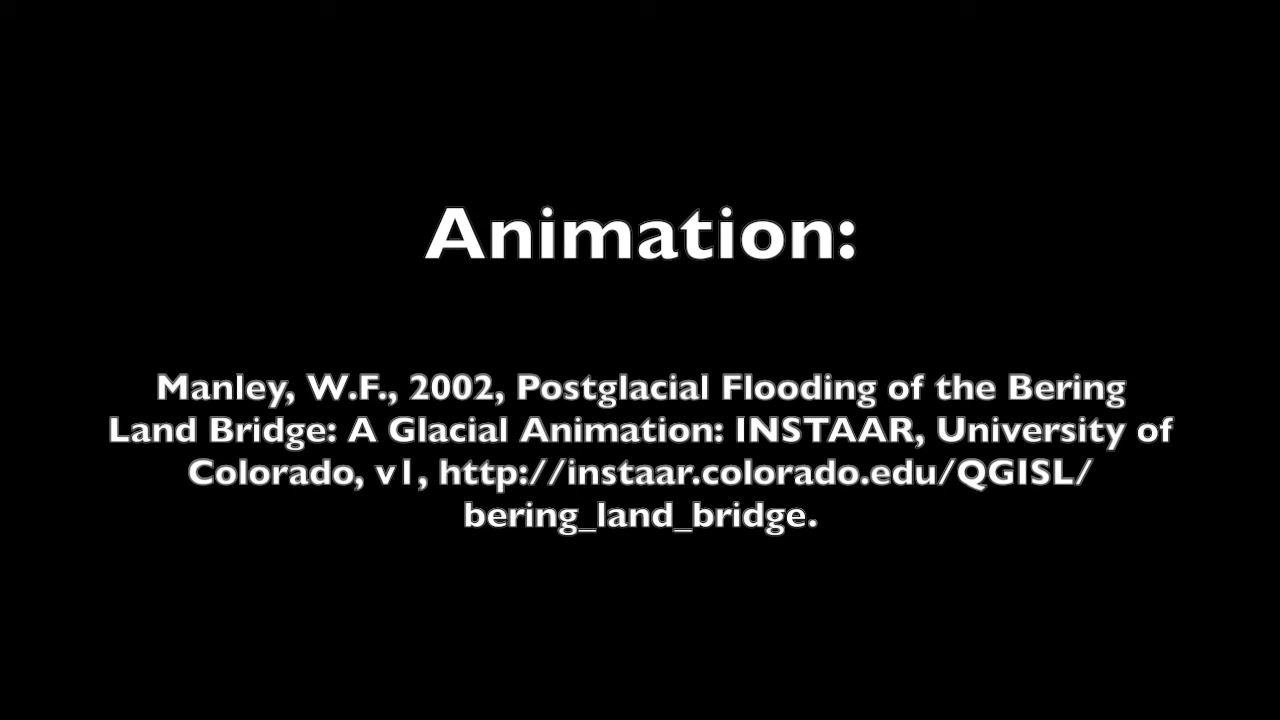 Animation:
Manley, W.F., 2002, Postglacial Flooding of the Bering
Land Bridge: A Glacial Animation: INSTAAR, University of
Colorado, v1, http://instaar.colorado.edu/QGISL/
bering_land_bridge.